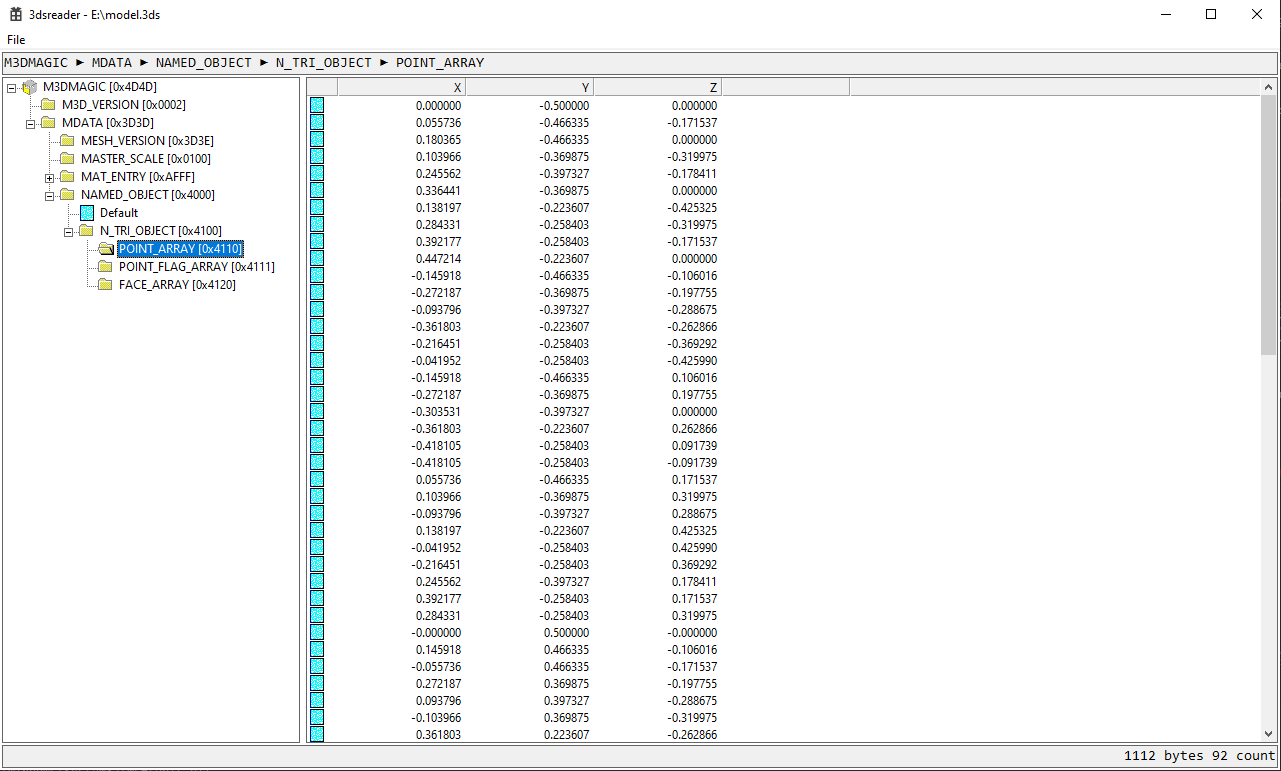 3dsreader - E:\model.3ds
File
M3DMAGIC ► MDATA ► NAMED_OBJECT ► N_TRI_OBJECT ► POINT_ARRAY
M3DMAGIC [0x4D4D]
M3D_VERSION [0x0002]
MDATA [0x3D3D]
MESH_VERSION [0x3D3E]
MASTER_SCALE [0x0100]
MAT_ENTRY [0xAFFF]
NAMED_OBJECT [0x4000]
Default
N_TRI_OBJECT [0x4100]
POINT_ARRAY [0x4110]
POINT_FLAG_ARRAY [0x4111]
FACE_ARRAY [0x4120]
X Y Z
0.000000 -0.500000 0.000000
0.055736 -0.466335 -0.171537
0.180365 -0.466335 0.000000
0.103966 -0.369875 -0.319975
0.245562 -0.397327 -0.178411
0.336441 -0.369875 0.000000
0.138197 -0.223607 -0.425325
0.284331 -0.258403 -0.319975
0.392177 -0.258403 -0.171537
0.447214 -0.223607 0.000000
-0.145918 -0.466335 -0.106016
-0.272187 -0.369875 -0.197755
-0.093796 -0.397327 -0.288675
-0.361803 -0.223607 -0.262866
-0.216451 -0.258403 -0.369292
-0.041952 -0.258403 -0.425990
-0.145918 -0.466335 0.106016
-0.272187 -0.369875 0.197755
-0.303531 -0.397327 0.000000
-0.361803 -0.223607 0.262866
-0.418105 -0.258403 0.091739
-0.418105 -0.258403 -0.091739
0.055736 -0.466335 0.171537
0.103966 -0.369875 0.319975
-0.093796 -0.397327 0.288675
0.138197 -0.223607 0.425325
-0.041952 -0.258403 0.425990
-0.216451 -0.258403 0.369292
0.245562 -0.397327 0.178411
0.392177 -0.258403 0.171537
0.284331 -0.258403 0.319975
-0.000000 0.500000 -0.000000
0.145918 0.466335 -0.106016
-0.055736 0.466335 -0.171537
0.272187 0.369875 -0.197755
0.093796 0.397327 -0.288675
-0.103966 0.369875 -0.319975
0.361803 0.223607 -0.262866
1112 bytes 92 count